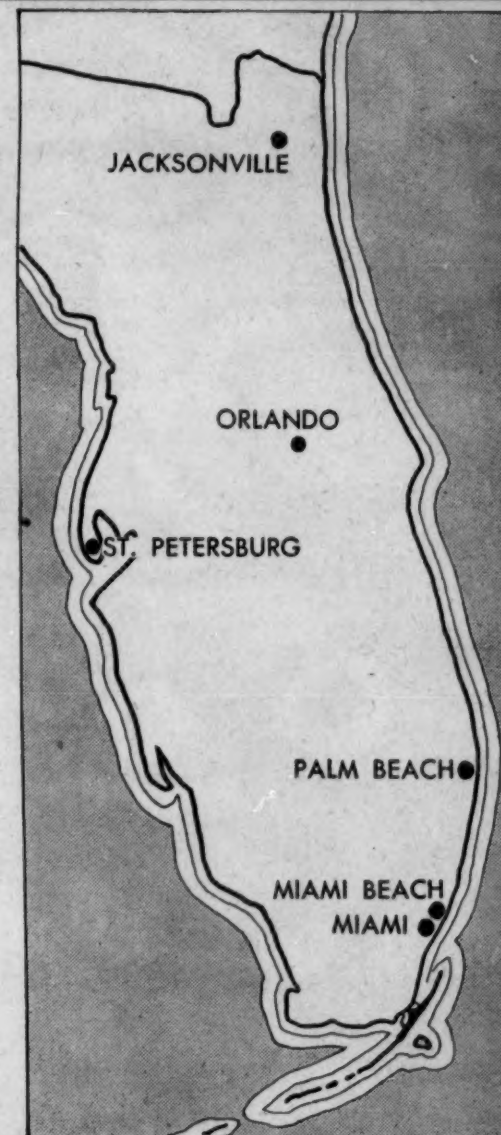 JACKSONVILLE
ORLANDO
ST. PETERSBURG
PALM BEACH
MIAMI BEACH
MIAMI